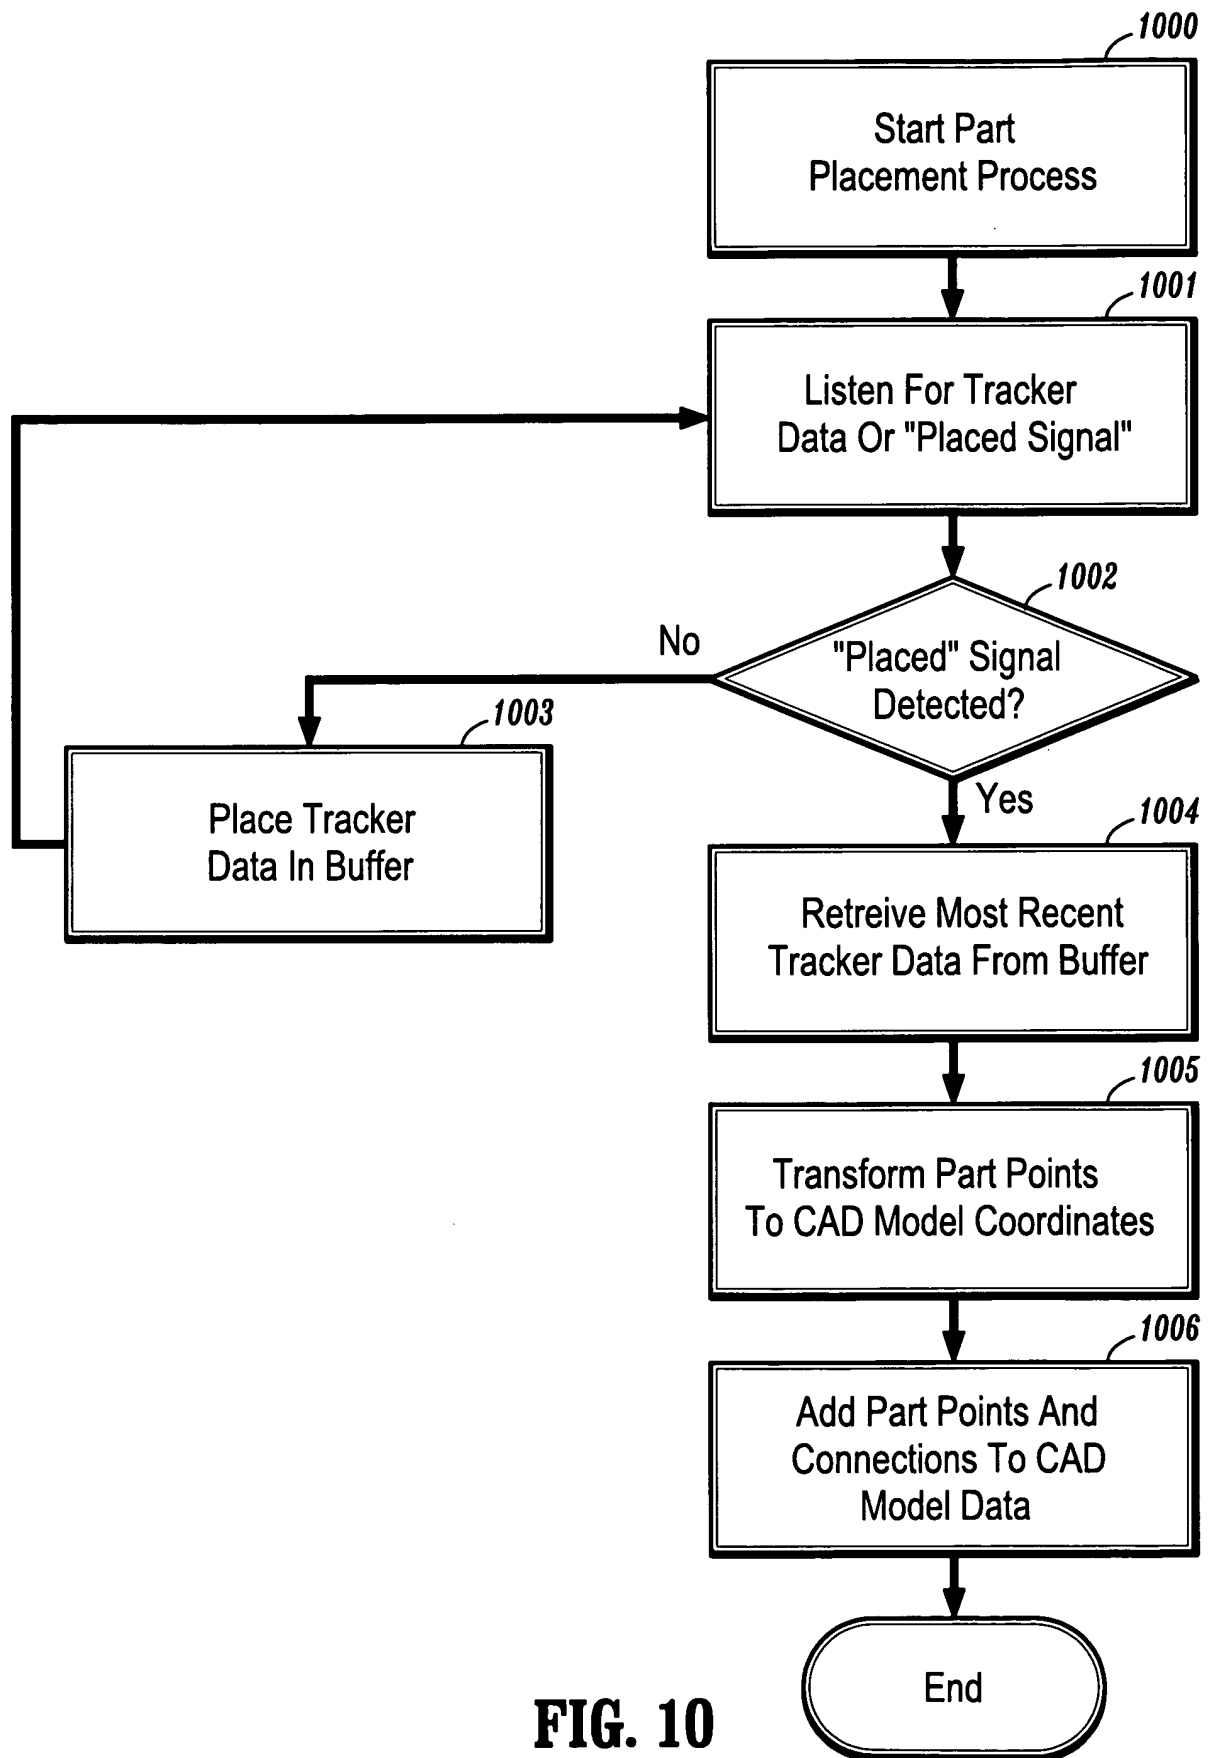 1000
Start Part
Placement Process
1001
Listen For Tracker
Data Or "Placed Signal"
1002
"Placed" Signal
Detected?
No
1003
Place Tracker
Data In Buffer
Yes
1004
Retreive Most Recent
Tracker Data From Buffer
1005
Transform Part Points
To CAD Model Coordinates
1006
Add Part Points And
Connections To CAD
Model Data
End
FIG. 10